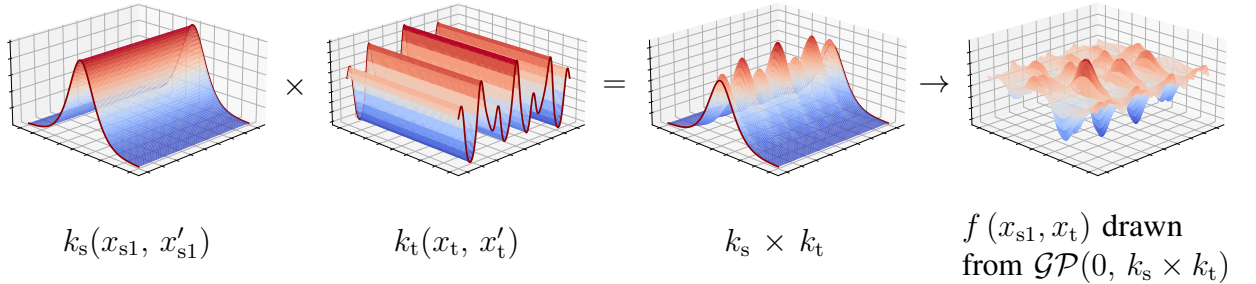 × = →
k_s(x_s1, x′_s1)
k_t(x_t, x′_t)
k_s × k_t
f (x_s1, x_t) drawn
from 𝒢𝒫(0, k_s × k_t)